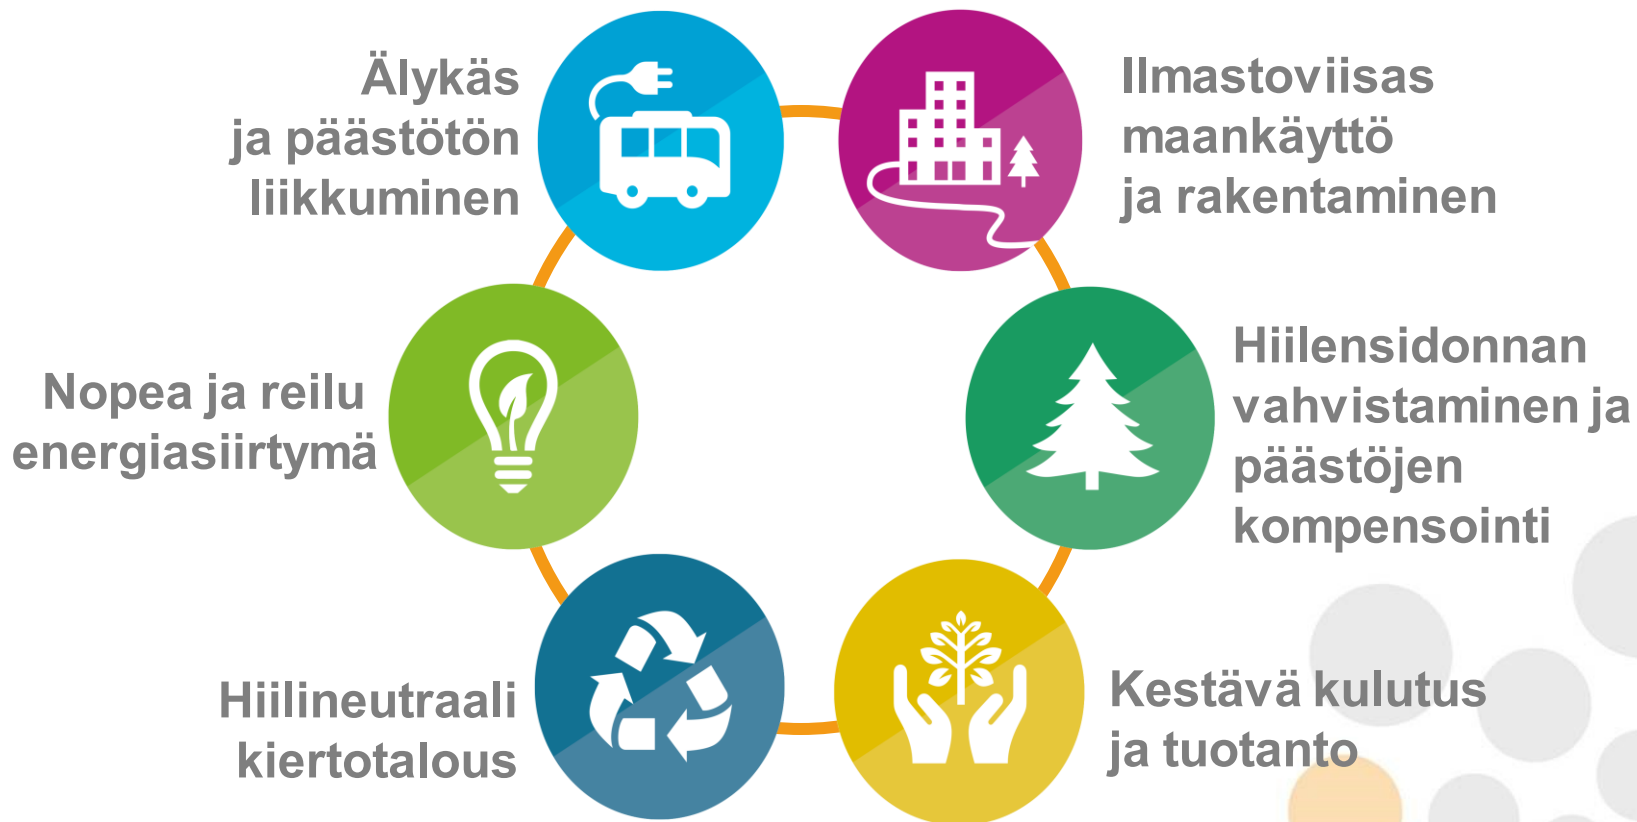 Älykäs
ja päästötön
liikkuminen
Ilmastoviisas
maankäyttö
ja rakentaminen
Nopea ja reilu
energiasiirtymä
Hiilensidonnan
vahvistaminen ja
päästöjen
kompensointi
Hiilineutraali
kiertotalous
Kestävä kulutus
ja tuotanto